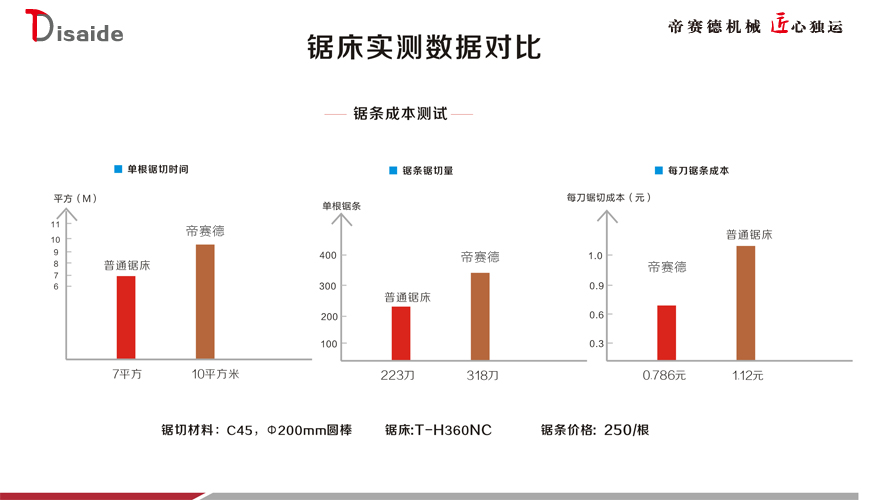 Disaide
帝赛德机械 匠心独运
锯床实测数据对比
锯条成本测试
单根锯切时间
平方（M）
11
10
9
8
7
6
普通锯床
帝赛德
7平方
10平方米
锯条锯切量
单根锯条
400
300
200
100
普通锯床
帝赛德
223刀
318刀
每刀锯条成本
每刀锯切成本（元）
1.0
0.9
0.6
0.3
帝赛德
普通锯床
0.786元
1.12元
锯切材料：C45，Φ200mm圆棒 锯床:T-H360NC 锯条价格: 250/根